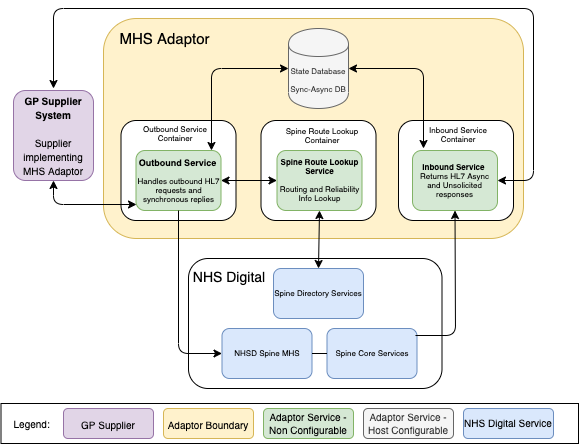 MHS Adaptor
State Database
Sync-Async DB
GP Supplier
System
Supplier
implementing
MHS Adaptor
Outbound Service
Container
Outbound Service
Handles outbound HL7
requests and
synchronous replies
Spine Route Lookup
Container
Spine Route Lookup
Service
Routing and Reliability
Info Lookup
Inbound Service
Container
Inbound Service
Returns HL7 Async
and Unsolicited
responses
NHS Digital
Spine Directory Services
NHSD Spine MHS
Spine Core Services
Legend:
GP Supplier
Adaptor Boundary
Adaptor Service -
Non Configurable
Adaptor Service -
Host Configurable
NHS Digital Service